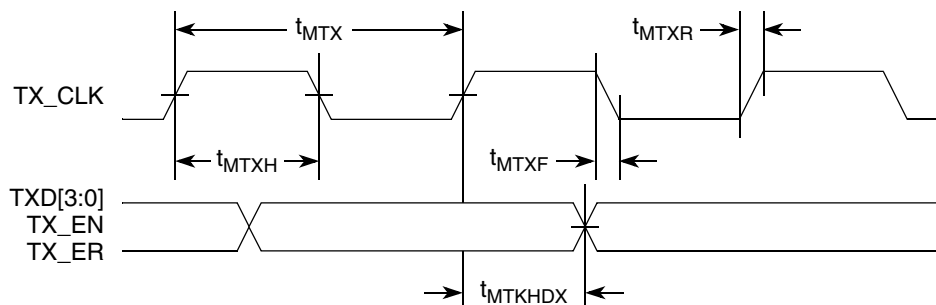 tMTX
tMTXR
TX_CLK
tMTXH
tMTXF
TXD[3:0]
TX_EN
TX_ER
tMTKHDX